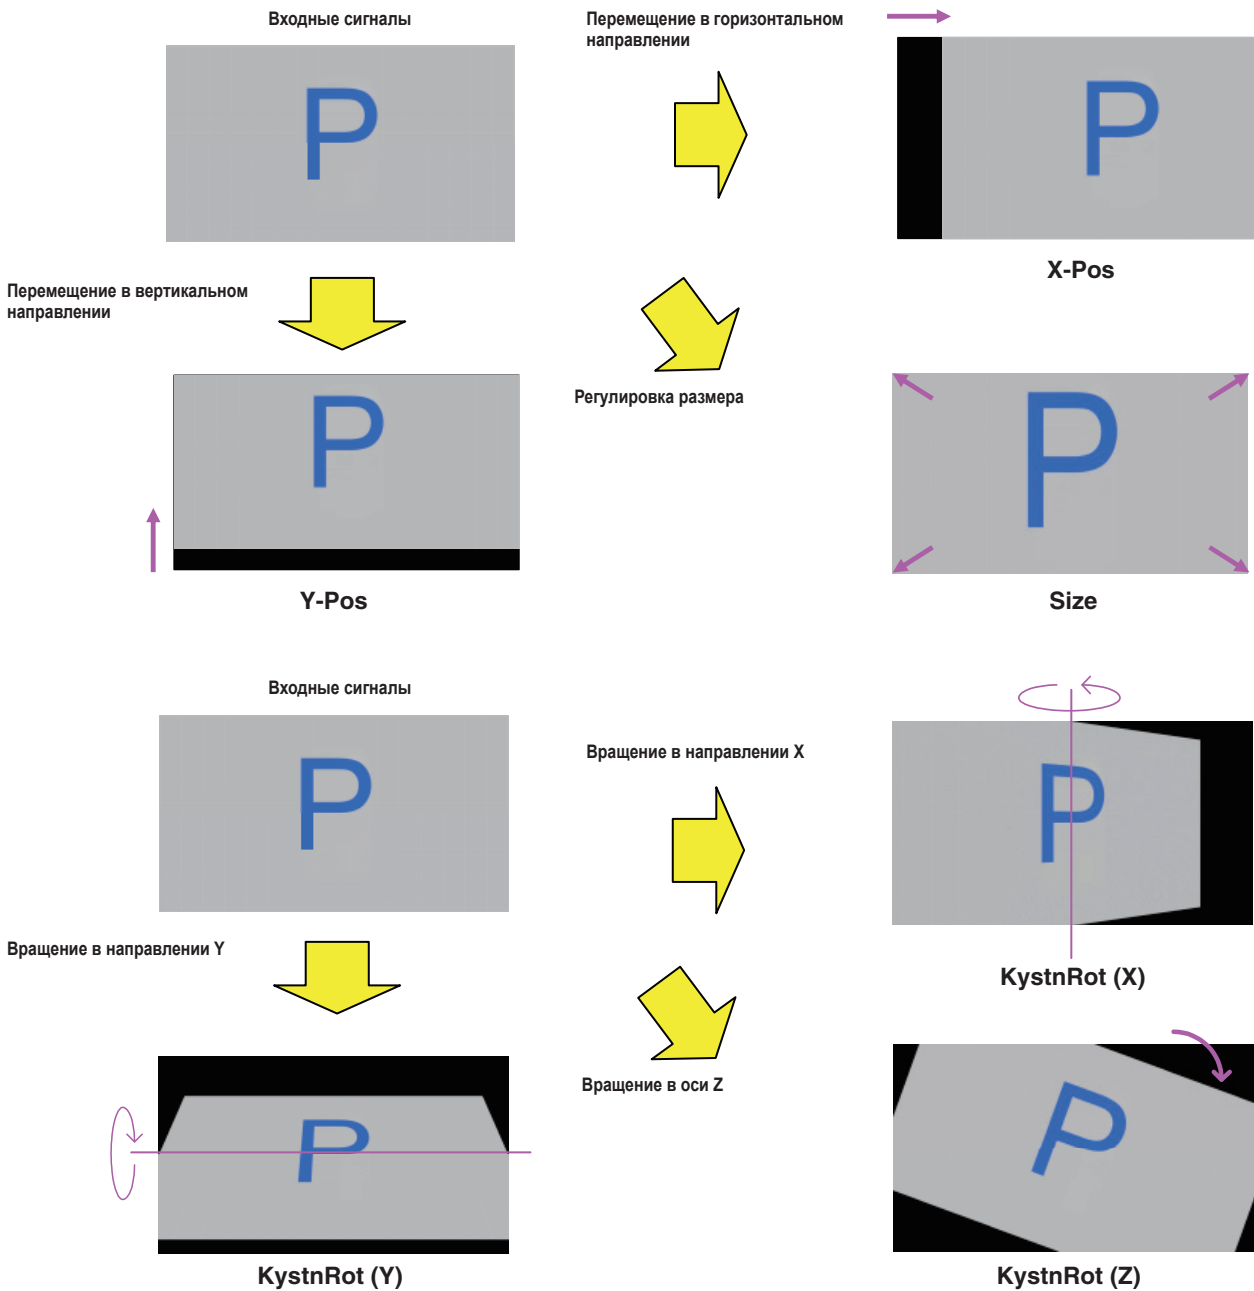 Входные сигналы
P
Перемещение в горизонтальном
направлении
P
X-Pos
Перемещение в вертикальном
направлении
P
Y-Pos
Регулировка размера
P
Size
Входные сигналы
P
Вращение в направлении X
P
KystnRot (X)
Вращение в направлении Y
P
KystnRot (Y)
Вращение в оси Z
P
KystnRot (Z)